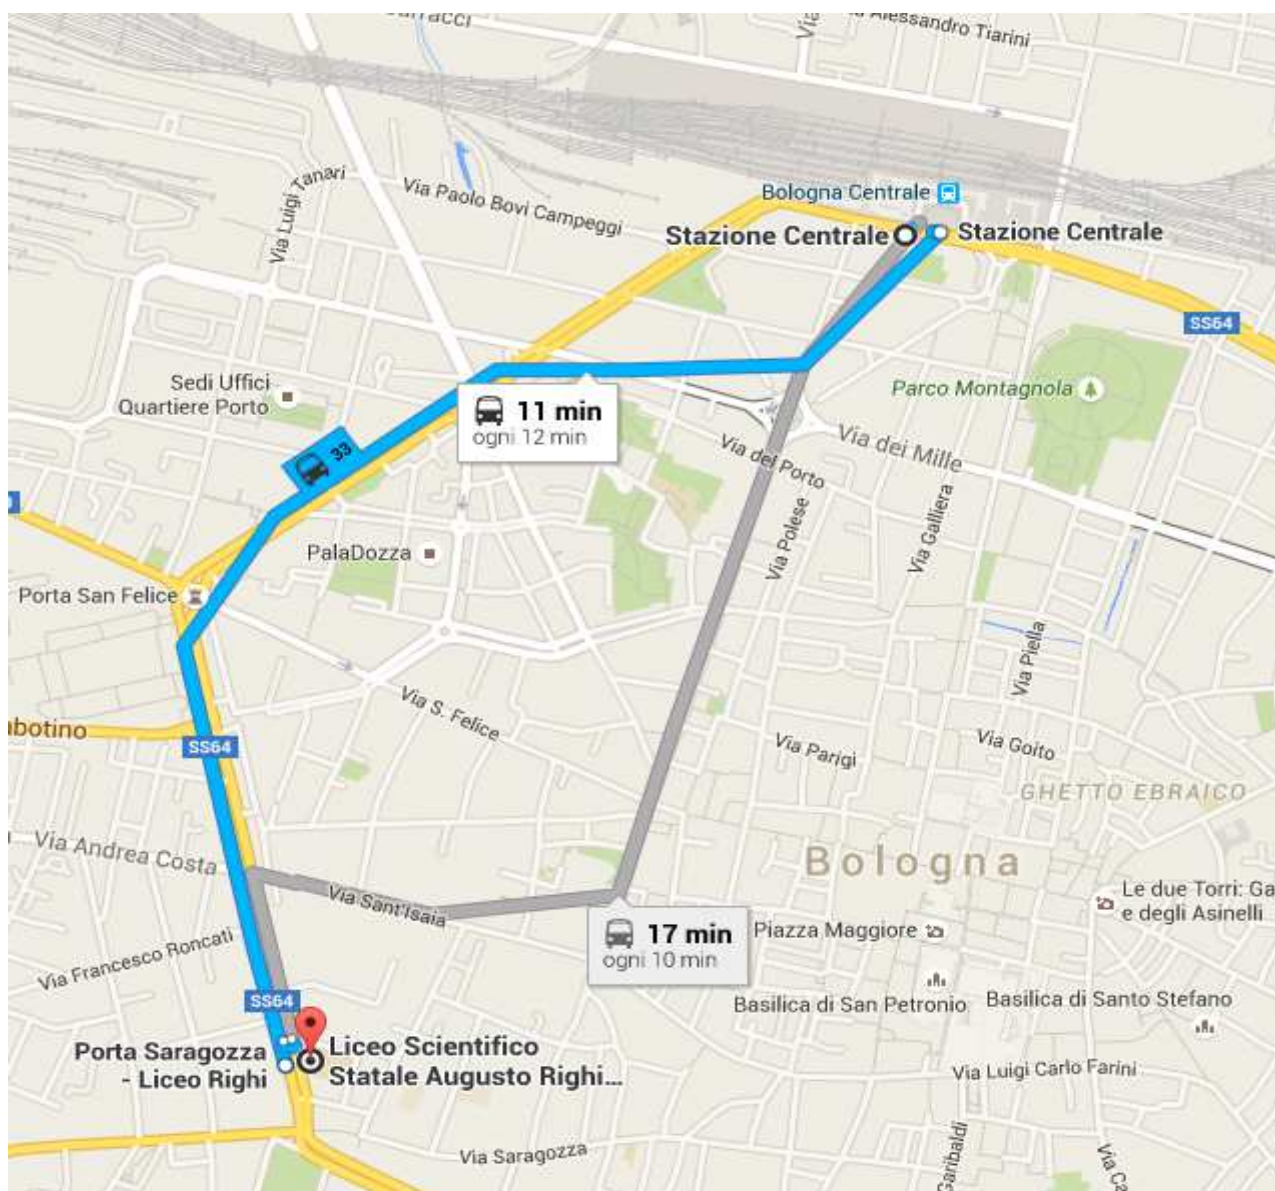 Via Alessandro Tiarini
Via Luigi Tanari
Via Paolo Bovi Campeggi
Bologna Centrale
Stazione Centrale
Stazione Centrale
SS64
Sedi Uffici
Quartiere Porto
11 min
ogni 12 min
33
Parco Montagnola
Via dei Mille
Via del Porto
Via Polese
Via Galliera
PalaDozza
Porta San Felice
Via Piella
Via S. Felice
botino
SS64
Via Parigi
Via Goito
GHETTO EBRAICO
Via Andrea Costa
Bologna
Via Sant'Isaia
Le due Torri: Ga
e degli Asinelli
17 min
ogni 10 min
Piazza Maggiore
Via Francesco Roncati
SS64
Basilica di San Petronio
Basilica di Santo Stefano
Porta Saragozza
- Liceo Righi
Liceo Scientifico
Statale Augusto Righi...
Via Luigi Carlo Farini
Via Saragozza
Garibaldi